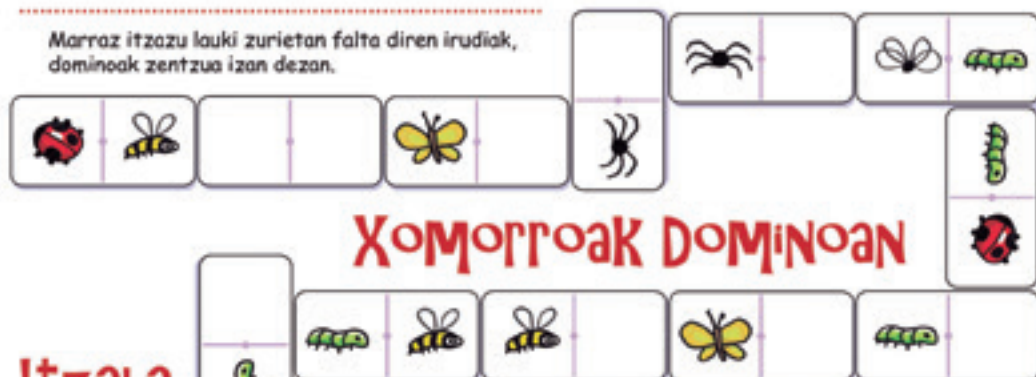 Marraz itzazu lauki zurietan falta diren irudiak,
dominoak zentzua izan dezan.
Xomorroak Dominoan